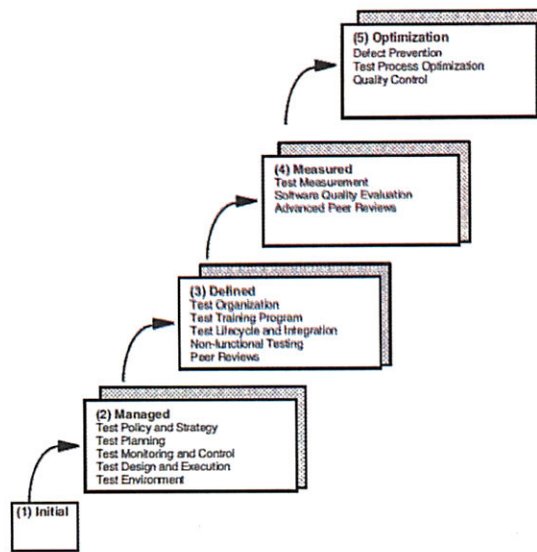 (5) Optimization
Defect Prevention
Test Process Optimization
Quality Control
(4) Measured
Test Measurement
Software Quality Evaluation
Advanced Peer Reviews
(3) Defined
Test Organization
Test Training Program
Test Lifecycle and Integration
Non-functional Testing
Peer Reviews
(2) Managed
Test Policy and Strategy
Test Planning
Test Monitoring and Control
Test Design and Execution
Test Environment
(1) Initial